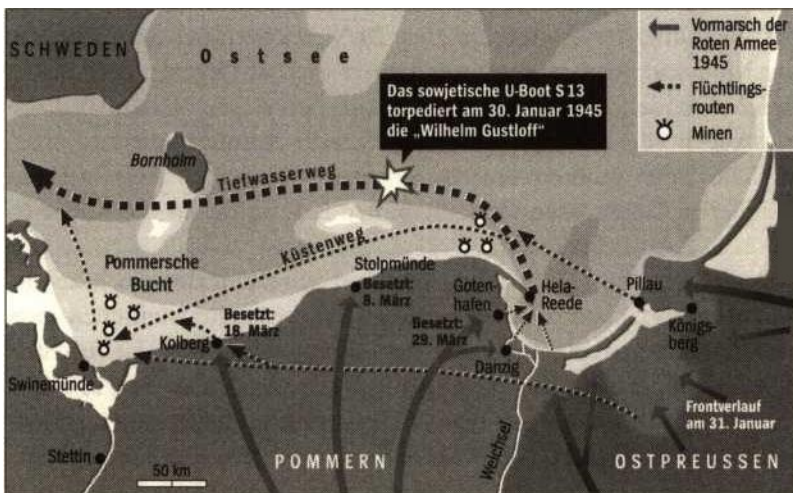 SCHWEDEN
Ostsee
Vormarsch der
Roten Armee
1945
Flüchtlings-
routen
Minen
Das sowjetische U-Boot S 13
torpediert am 30. Januar 1945
die „Wilhelm Gustloff“
Bornholm
Tiefwasserweg
Küstenweg
Pommersche
Bucht
Stolpmünde
Besetzt:
8. März
Goten-
hafen
Hela-
Reede
Pillau
Königs-
berg
Besetzt:
18. März
Kolberg
Besetzt:
29. März
Danzig
Swinemünde
Stettin
50 km
POMMERN
Weichsel
Frontverlauf
am 31. Januar
OSTPREUSSEN